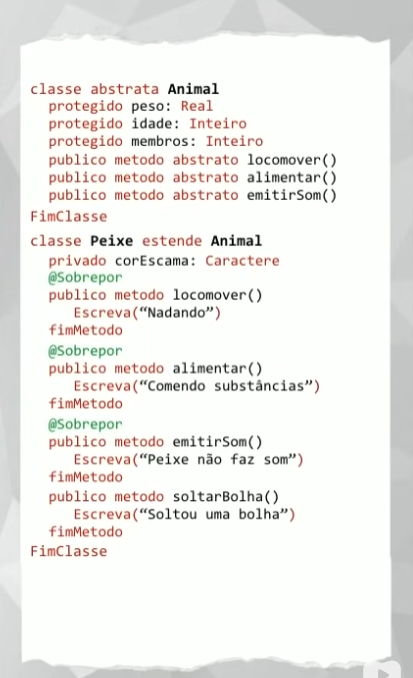 classe abstrata Animal
protegido peso: Real
protegido idade: Inteiro
protegido membros: Inteiro
publico metodo abstrato locomover()
publico metodo abstrato alimentar()
publico metodo abstrato emitirSom()
FimClasse
classe Peixe estende Animal
privado corEscama: Caractere
@Sobrepor
publico metodo locomover()
Escreva(“Nadando”)
fimMetodo
@Sobrepor
publico metodo alimentar()
Escreva(“Comendo substâncias”)
fimMetodo
@Sobrepor
publico metodo emitirSom()
Escreva(“Peixe não faz som”)
fimMetodo
publico metodo soltarBolha()
Escreva(“Soltou uma bolha”)
fimMetodo
FimClasse